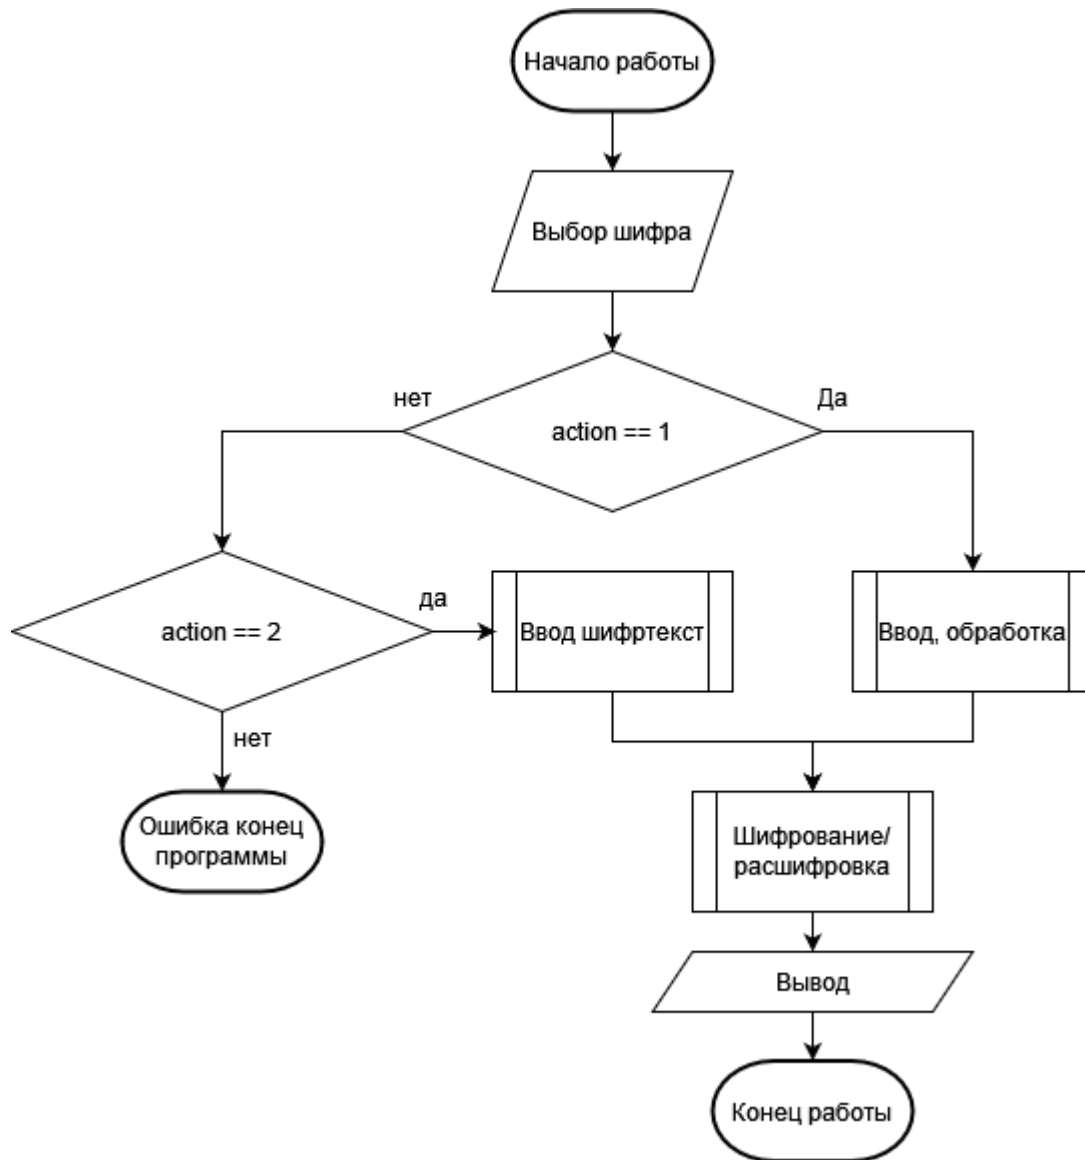 Начало работы
Выбор шифра
нет
Да
action == 1
да
action == 2
Ввод шифртекст
Ввод, обработка
нет
Ошибка конец
программы
Шифрование/
расшифровка
Вывод
Конец работы